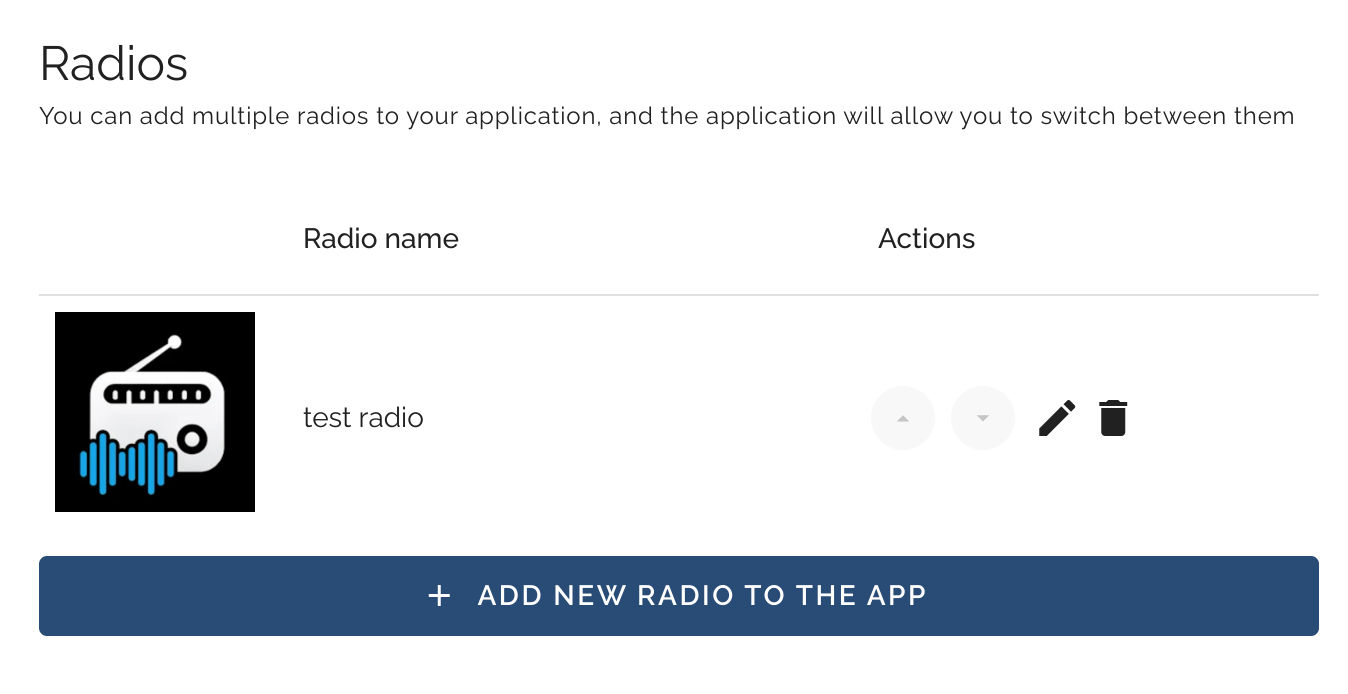 Radios
You can add multiple radios to your application, and the application will allow you to switch between them
Radio name Actions
test radio
+ ADD NEW RADIO TO THE APP